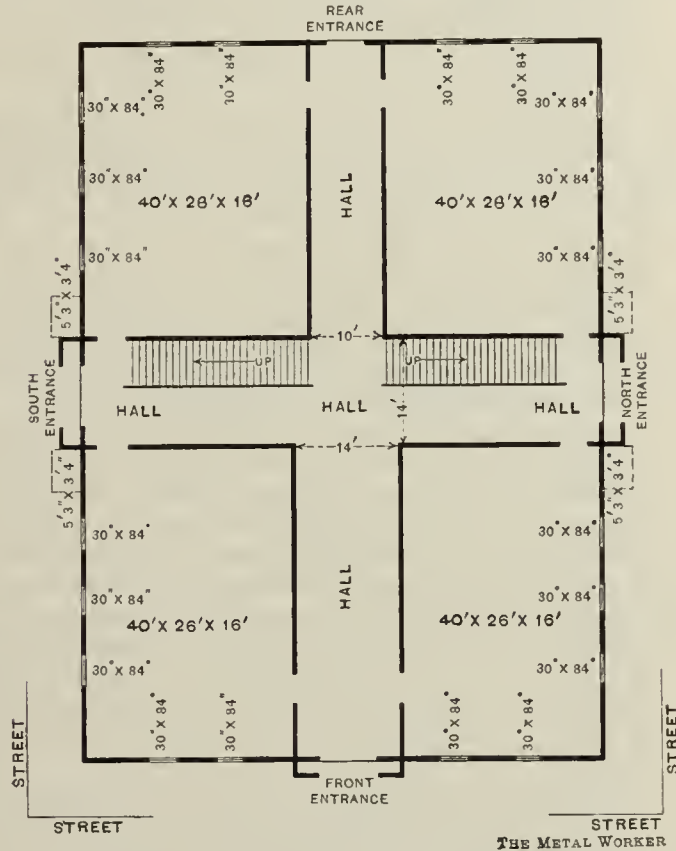 REAR
ENTRANCE
30" X 84"
30" X 84"
30" X 84"
30" X 84"
30" X 84"
30" X 84"
30" X 84"
30" X 84"
30" X 84"
40' X 28' X 16'
HALL
40' X 26' X 16'
30" X 84"
5'3" X 3'4"
5'3" X 3'4"
10'
UP
UP
SOUTH
ENTRANCE
HALL
HALL
14'
HALL
NORTH
ENTRANCE
14'
5'3" X 3'4"
5'3" X 3'4"
30" X 84"
30" X 84"
30" X 84"
30" X 84"
HALL
40' X 26' X 16'
40' X 26' X 16'
30" X 84"
30" X 84"
30" X 84"
30" X 84"
30" X 84"
30" X 84"
STREET
STREET
FRONT
ENTRANCE
STREET
STREET
THE METAL WORKER